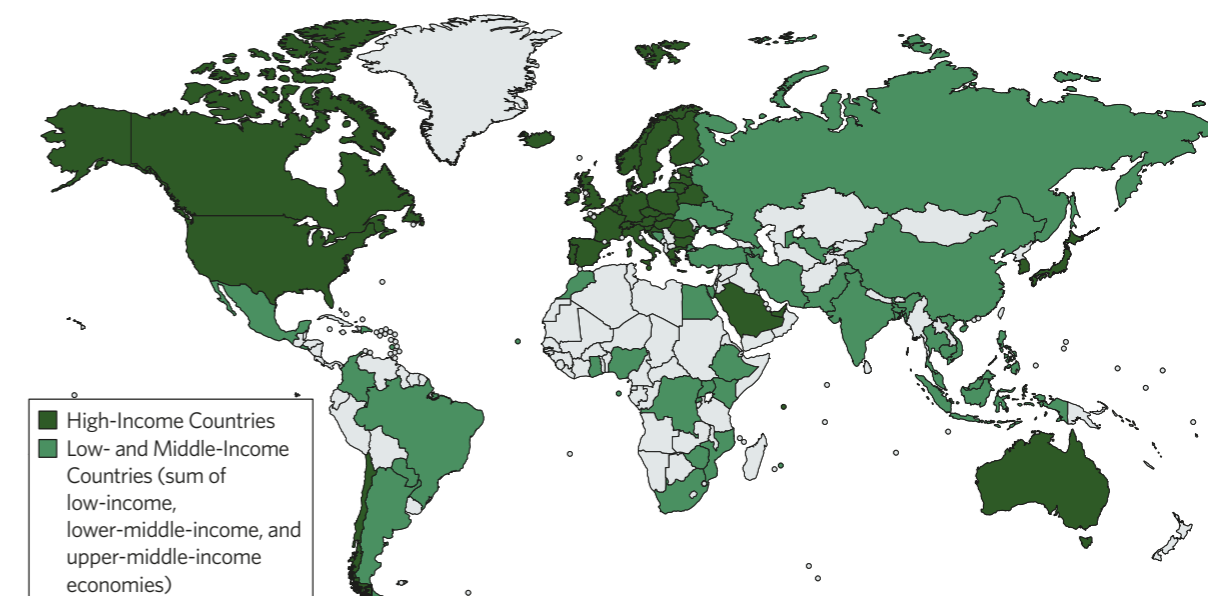 High-Income Countries
Low- and Middle-Income
Countries (sum of
low-income,
lower-middle-income, and
upper-middle-income
economies)